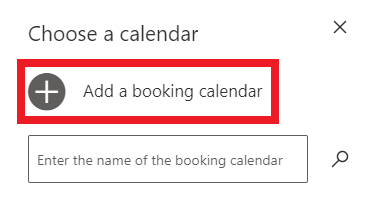 Choose a calendar
Add a booking calendar
Enter the name of the booking calendar